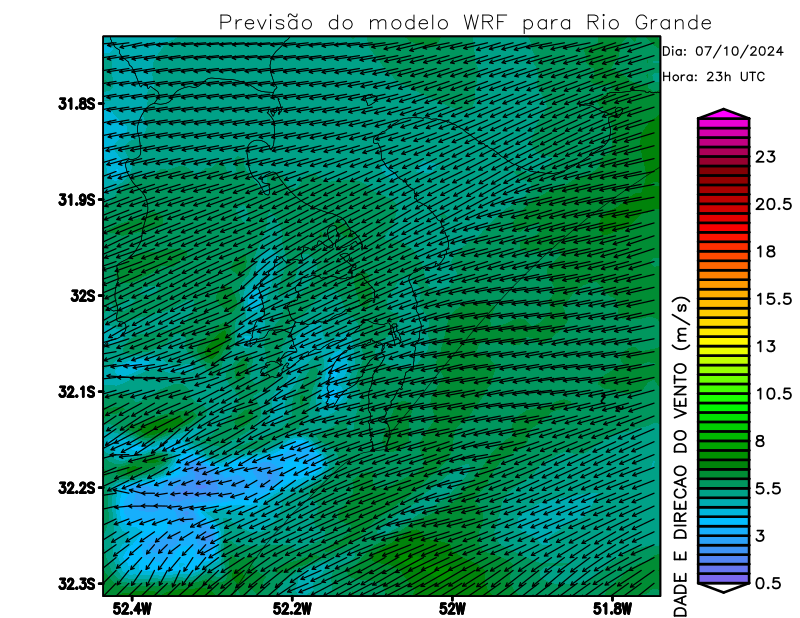 Previsão do modelo WRF para Rio Grande
Dia: 07/10/2024
Hora: 23h UTC
31.8S
31.9S
32S
32.1S
32.2S
32.3S
52.4W
52.2W
52W
51.8W
23
20.5
18
15.5
13
10.5
8
5.5
3
0.5
DADE E DIRECAO DO VENTO (m/s)